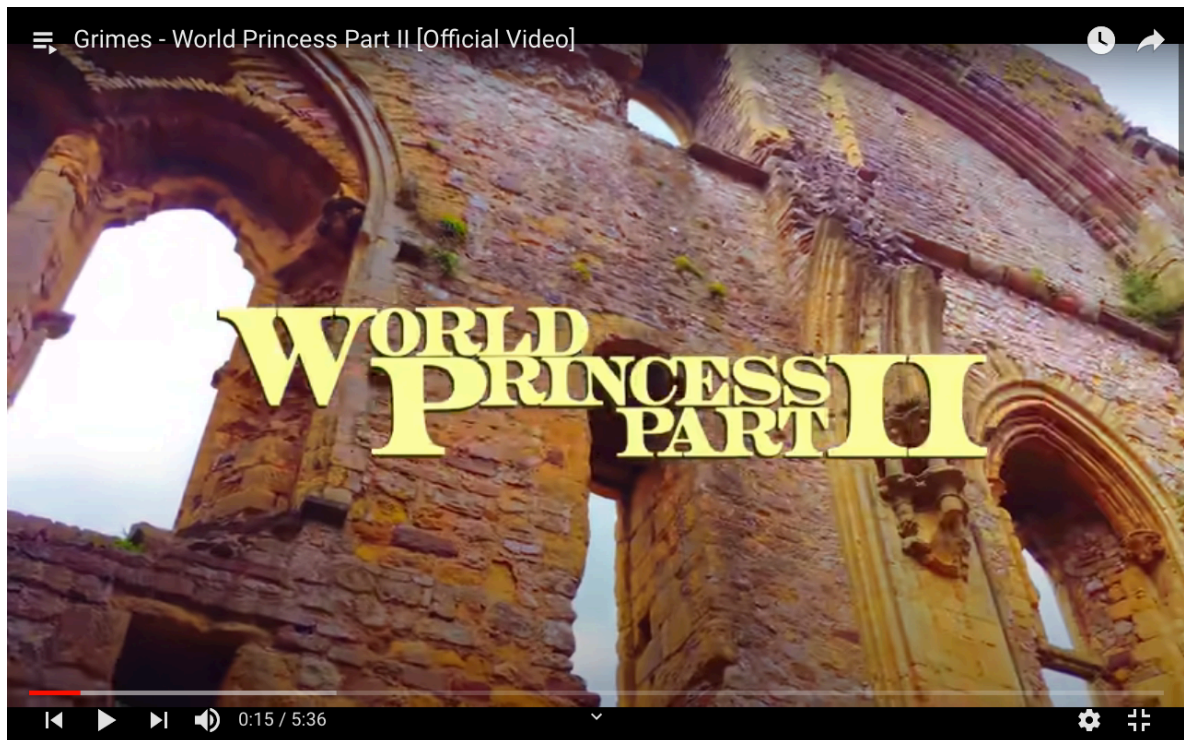 Grimes - World Princess Part II [Official Video]
WORLD
PRINCESS
PART II
0:15 / 5:36